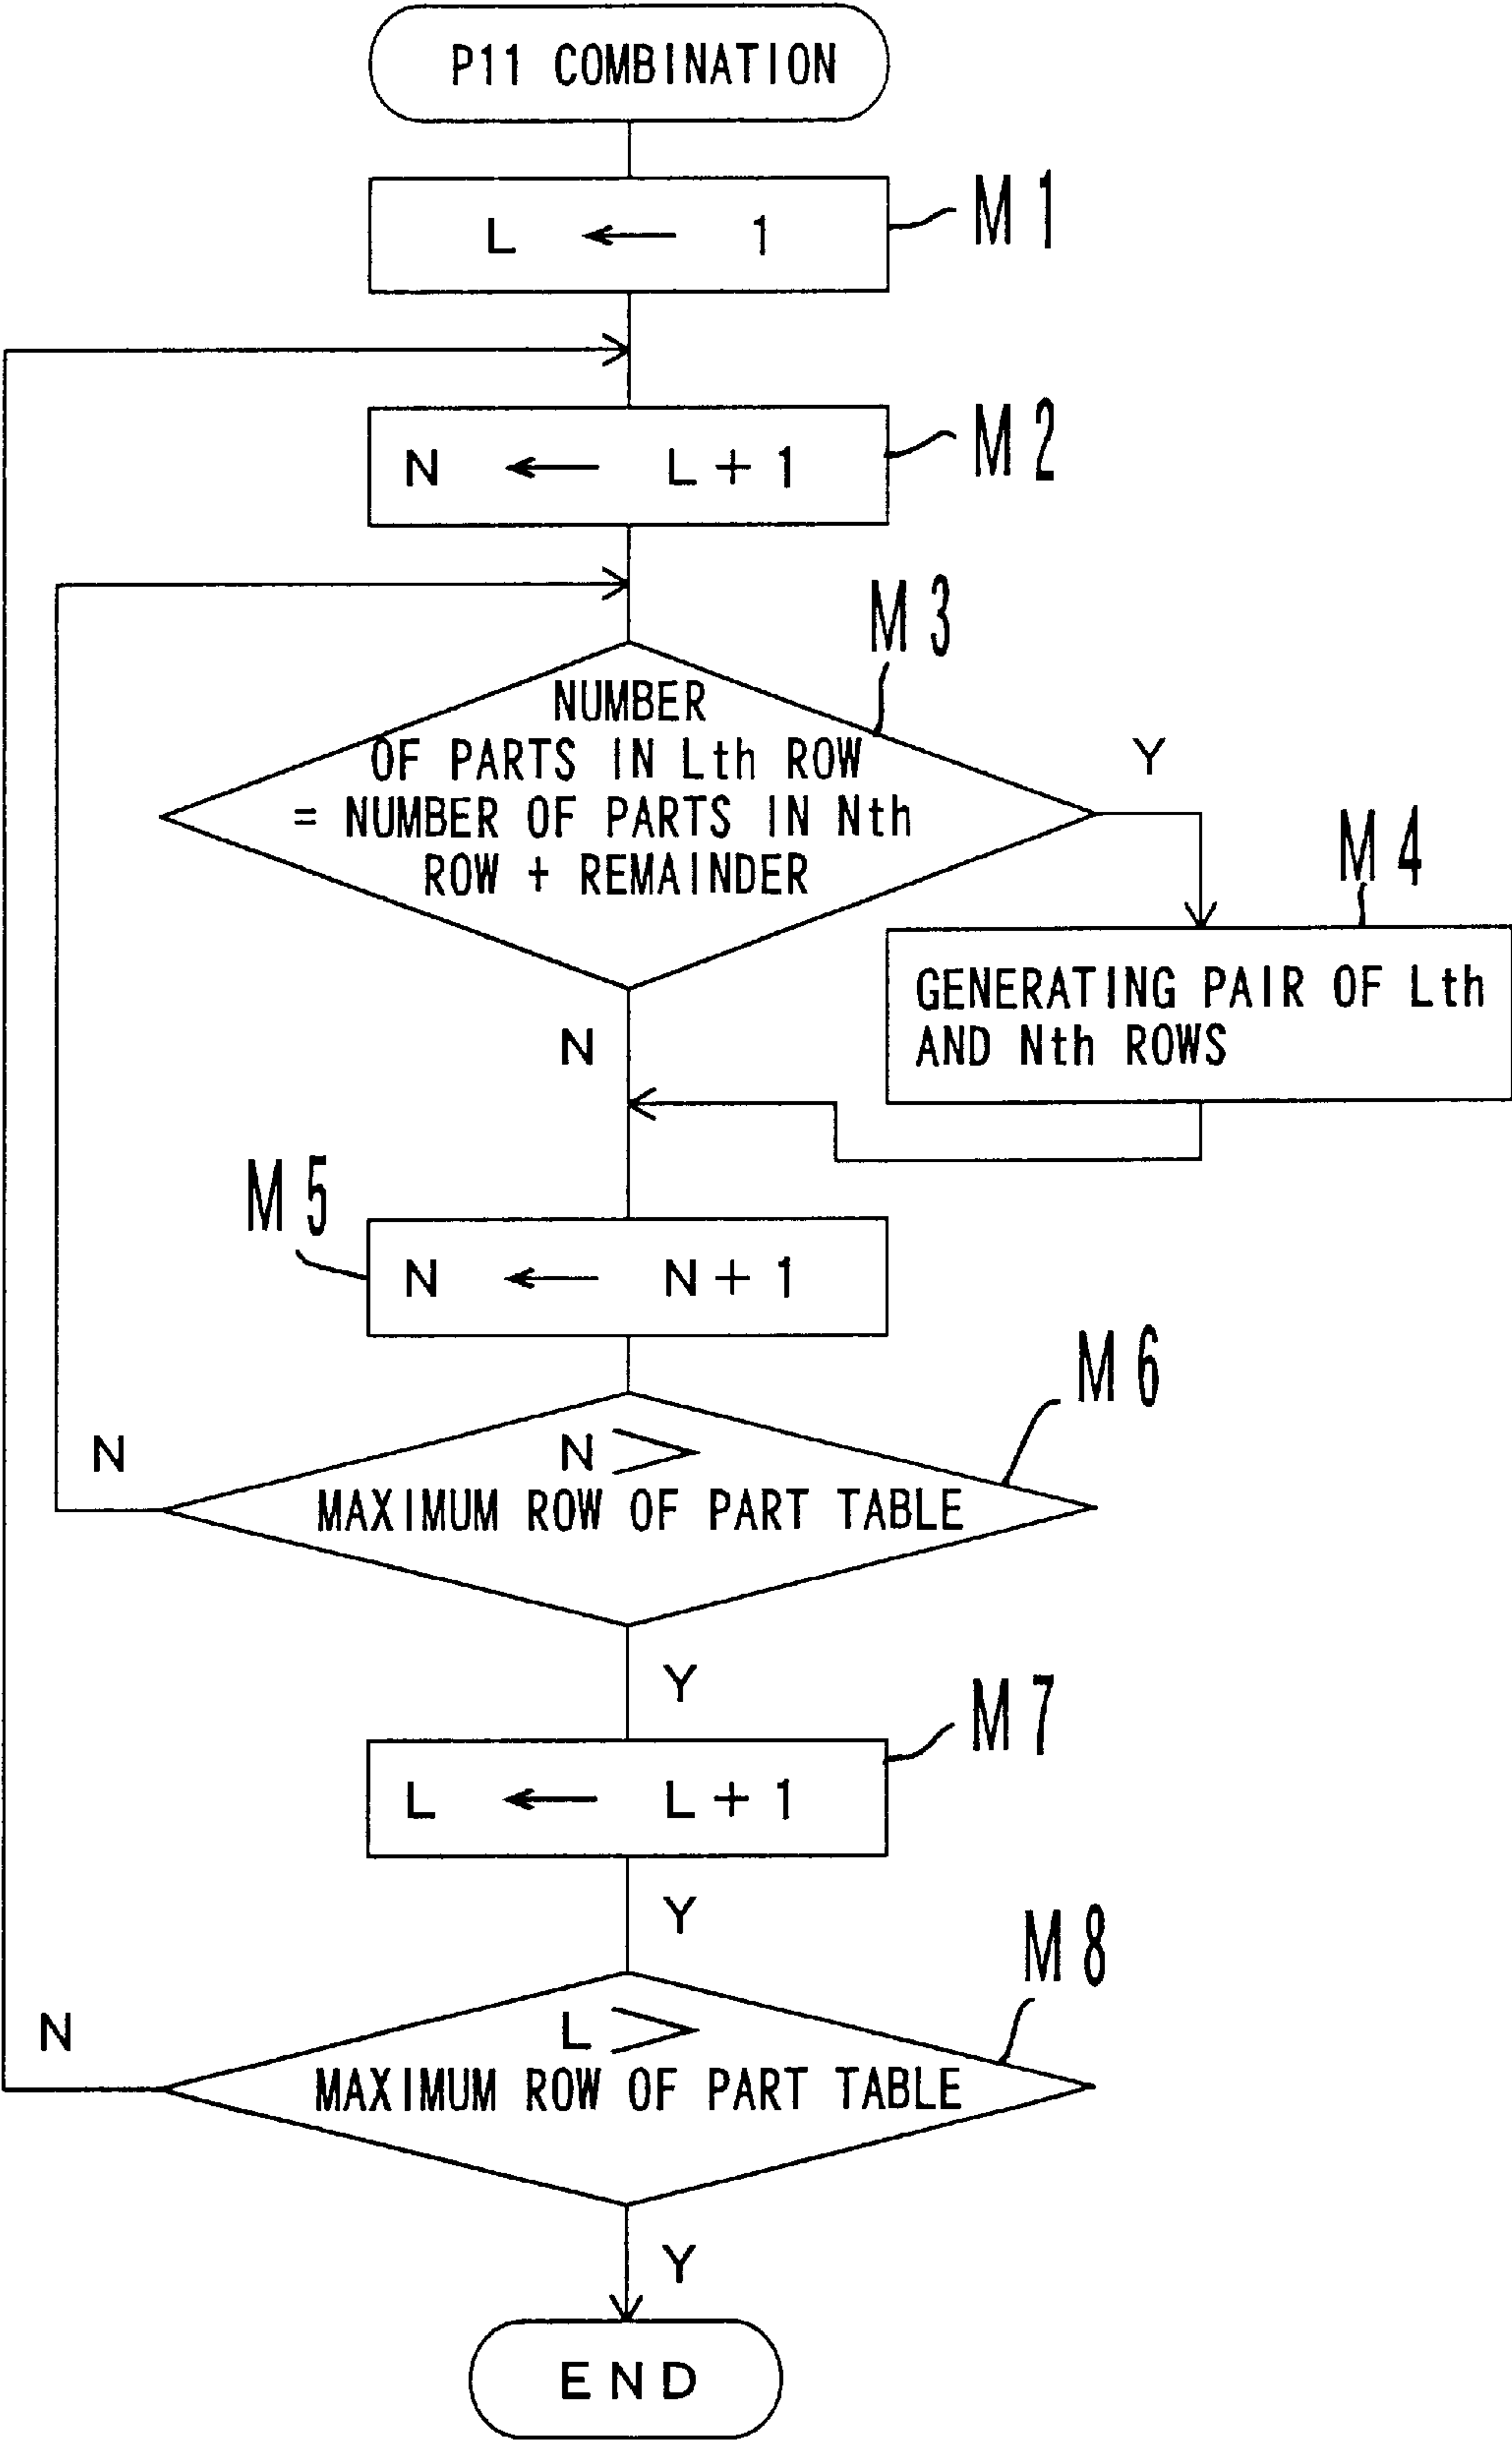 P11 COMBINATION
L ← 1
M1
N ← L+1
M2
M3
NUMBER
OF PARTS IN Lth ROW
= NUMBER OF PARTS IN Nth
ROW + REMAINDER
Y
M4
GENERATING PAIR OF Lth
AND Nth ROWS
N
M5
N ← N+1
M6
N >
MAXIMUM ROW OF PART TABLE
N
Y
M7
L ← L+1
Y
M8
L >
MAXIMUM ROW OF PART TABLE
N
Y
END